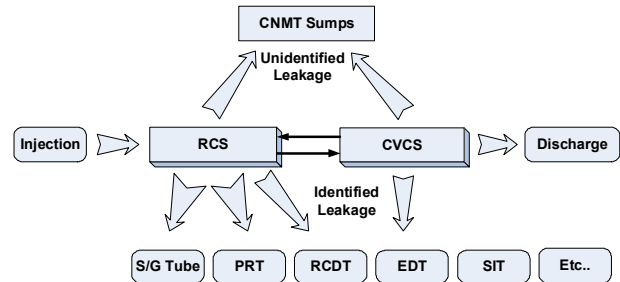 CNMT Sumps
Unidentified
Leakage
Injection
RCS
CVCS
Discharge
Identified
Leakage
S/G Tube
PRT
RCDT
EDT
SIT
Etc..